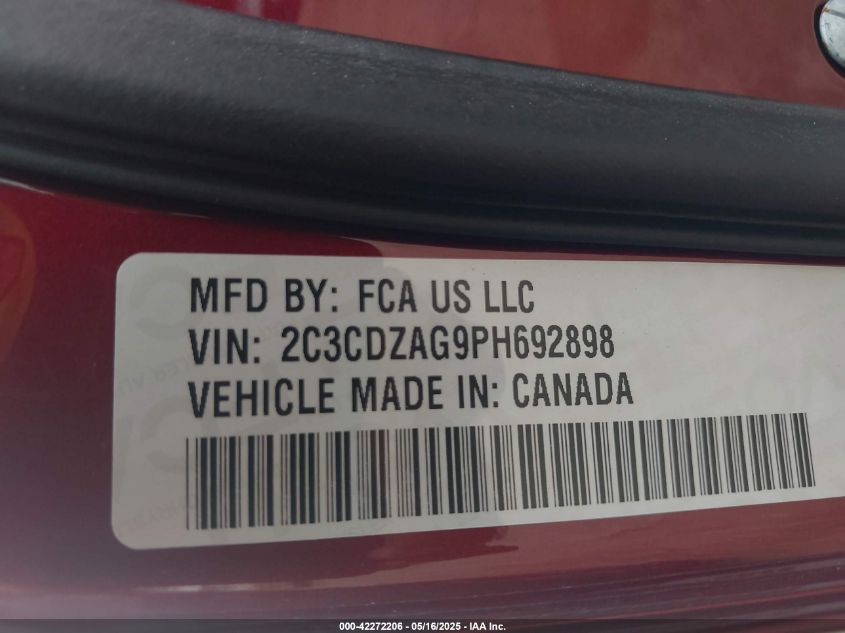 MFD BY: FCA US LLC
VIN: 2C3CDZAG9PH692898
VEHICLE MADE IN: CANADA
000-42272206 - 05/16/2025 - IAA Inc.